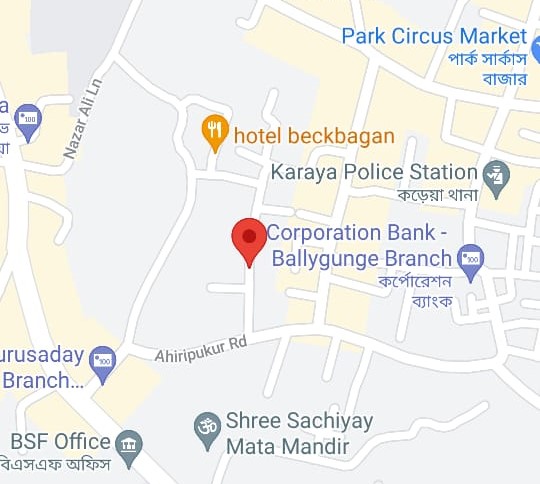 Park Circus Market
পার্ক সার্কাস
বাজার
Nazar Ali Ln
hotel beckbagan
Karaya Police Station
কড়েয়া থানা
Corporation Bank -
Ballygunge Branch
কর্পোরেশন
ব্যাংক
Ahiripukur Rd
urusaday
Branch...
Shree Sachiyay
Mata Mandir
BSF Office
বিএসএফ অফিস